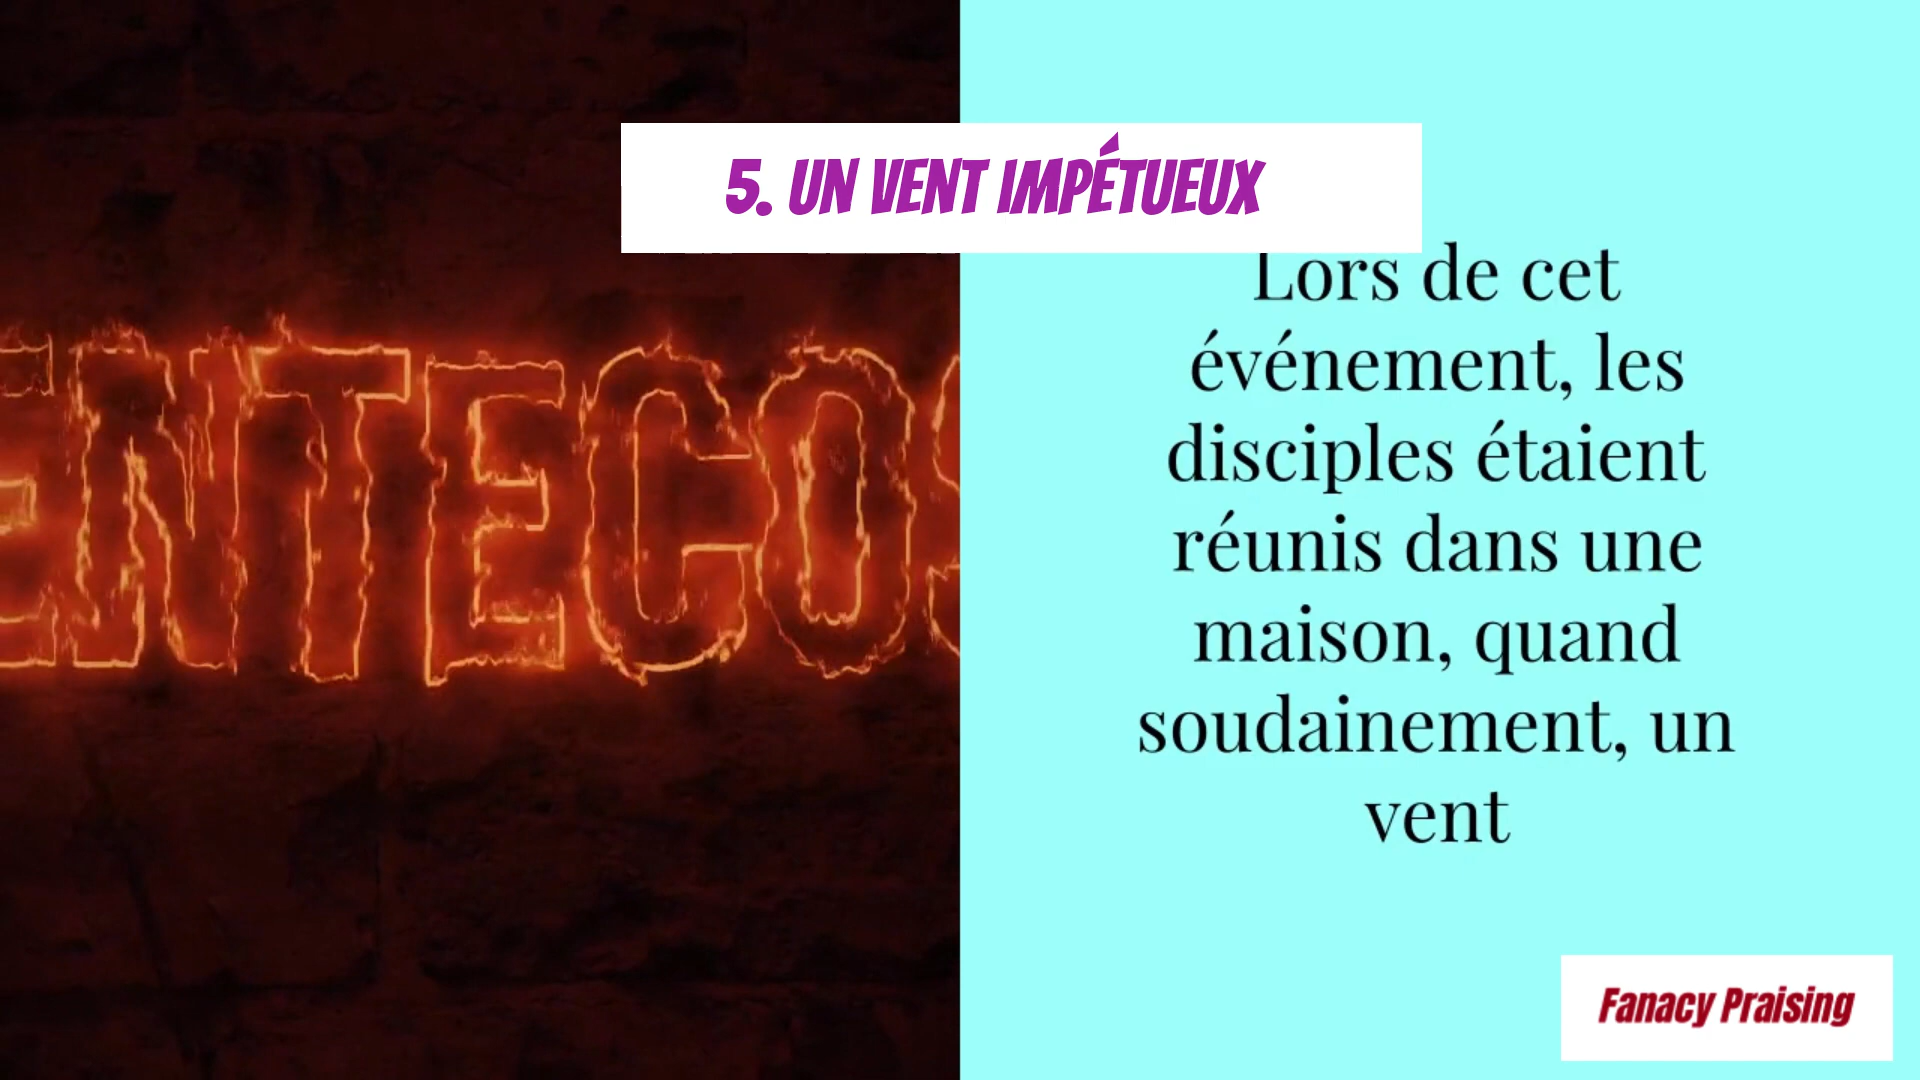 5. UN VENT IMPÉTUEUX
ENTECOS
Lors de cet
événement, les
disciples étaient
réunis dans une
maison, quand
soudainement, un
vent
Fanacy Praising